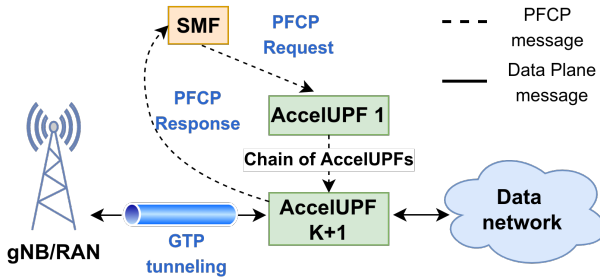 SMF
PFCP
Request
PFCP
message
Data Plane
message
PFCP
Response
AccelUPF 1
Chain of AccelUPFs
AccelUPF
K+1
Data
network
gNB/RAN
GTP
tunneling